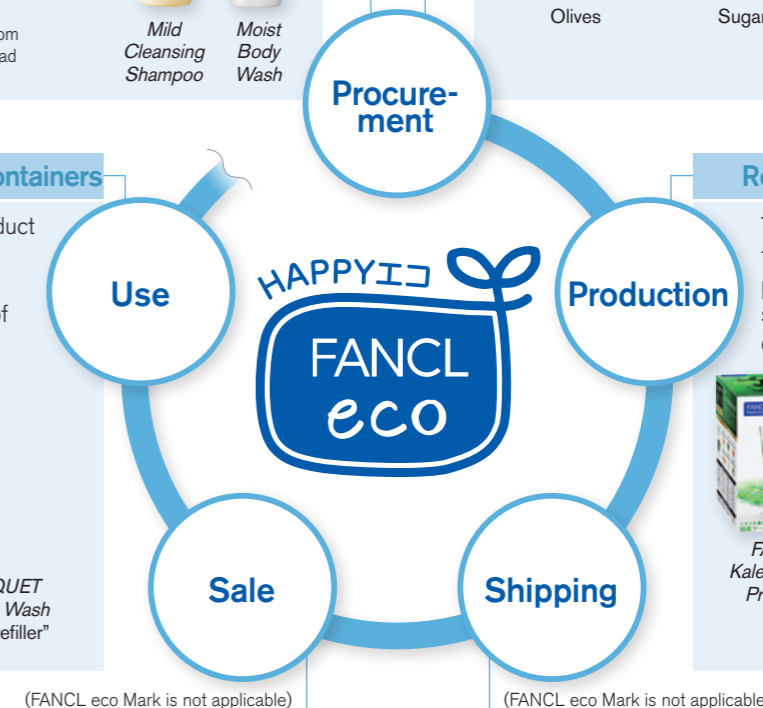 Olives
Mild
Cleansing
Shampoo
Moist
Body
Wash
Procure-
ment
duct
Use
HAPPYエコ
FANCL
eco
Production
Sale
Shipping
QUET
Wash
efiller”
Kale
(FANCL eco Mark is not applicable)
(FANCL eco Mark is not applicable